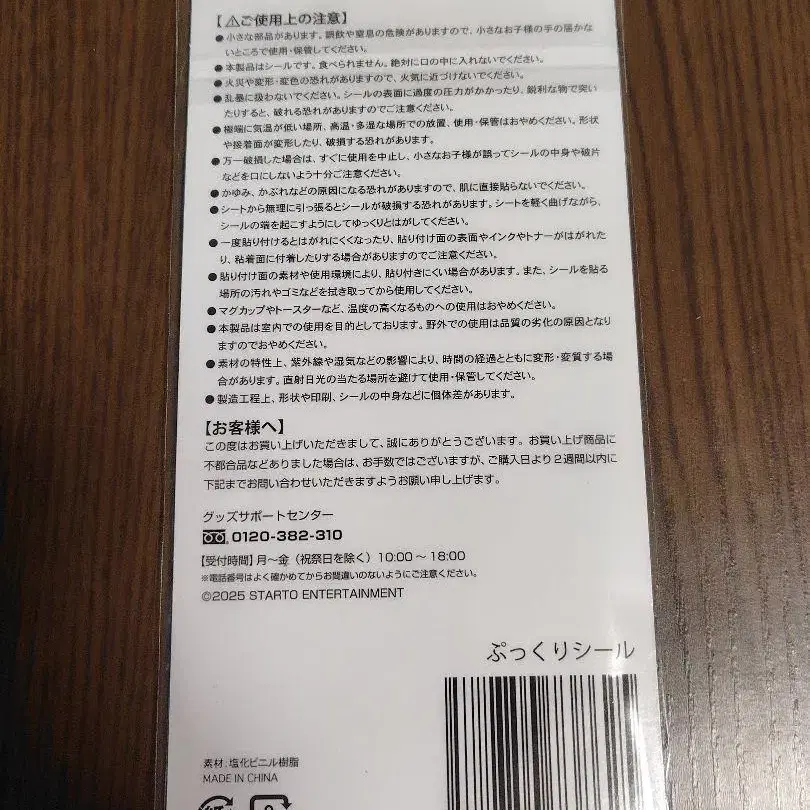 【⚠ご使用上の注意】
●小さな部品があります。誤飲や窒息の危険がありますので、小さなお子様の手の届かな
いところで使用・保管してください。
●本製品はシールです。食べられません。絶対に口の中に入れないでください。
●火災や変形・変色の恐れがありますので、火気に近づけないでください。
●乱暴に扱わないでください。シールの表面に過度の圧力がかかったり、鋭利な物で突い
たりすると、破れる恐れがありますのでご注意ください。
●極端に気温が低い場所、高温・多湿な場所での放置、使用・保管はおやめください。形状
や接着面が変形したり、破損する恐れがあります。
●万一破損した場合は、すぐに使用を中止し、小さなお子様が誤ってシールの中身や破片
などを口にしないよう十分ご注意ください。
●かゆみ、かぶれなどの原因になる恐れがありますので、肌に直接貼らないでください。
●シートから無理に引っ張るとシールが破損する恐れがあります。シートを軽く曲げながら、
シールの端を起こすようにしてゆっくりとはがしてください。
●一度貼り付けるとはがれにくくなったり、貼り付け面の表面やインクやトナーがはがれた
り、粘着面に付着したりする場合がありますのでご注意ください。
●貼り付け面の素材や使用環境により、貼り付きにくい場合があります。また、シールを貼る
場所の汚れやゴミなどを拭き取ってから使用してください。
●マグカップやトースターなど、温度の高くなるものへの使用はおやめください。
●本製品は室内での使用を目的としております。野外での使用は品質の劣化の原因となり
ますのでおやめください。
●素材の特性上、紫外線や湿気などの影響により、時間の経過とともに変形・変質する場
合があります。直射日光の当たる場所を避けて使用・保管してください。
●製造工程上、形状や印刷、シールの中身などに個体差があります。
【お客様へ】
この度はお買い上げいただきまして、誠にありがとうございます。お買い上げ商品に
不都合品などありました場合は、お手数ではございますが、ご購入日より2週間以内に
下記までお問い合わせいただきますようお願い申し上げます。
グッズサポートセンター
0120-382-310
【受付時間】月～金（祝祭日を除く）10:00～18:00
※電話番号はよく確かめてからお間違いのないようにご注意ください。
©2025 STARTO ENTERTAINMENT
ぷっくりシール
素材：塩化ビニル樹脂
MADE IN CHINA